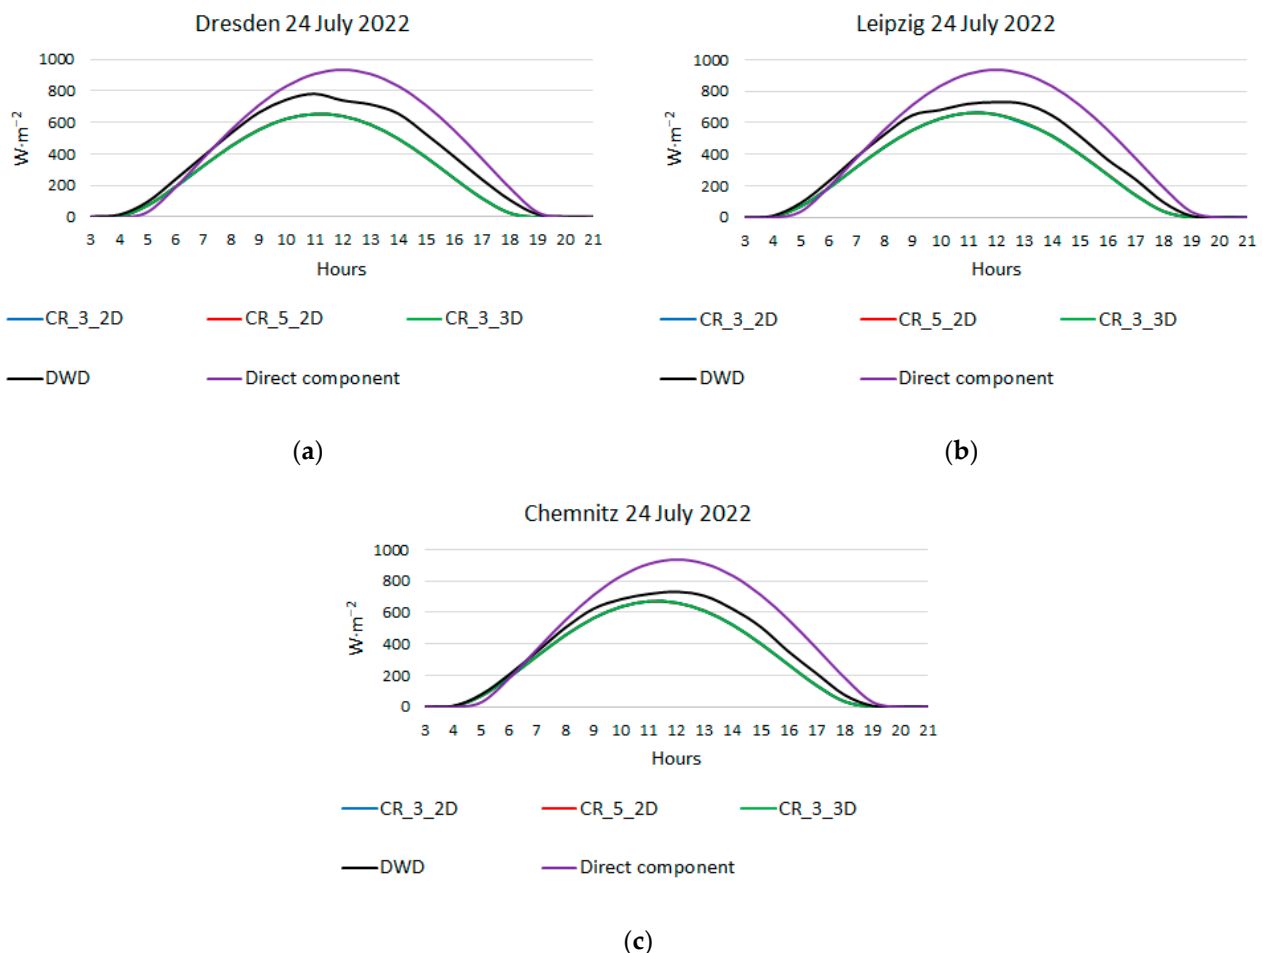 Dresden 24 July 2022
1000
800
600
400
200
0
W·m⁻²
3 4 5 6 7 8 9 10 11 12 13 14 15 16 17 18 19 20 21
Hours
CR_3_2D CR_5_2D CR_3_3D
DWD Direct component
(a)
Leipzig 24 July 2022
1000
800
600
400
200
0
W·m⁻²
3 4 5 6 7 8 9 10 11 12 13 14 15 16 17 18 19 20 21
Hours
CR_3_2D CR_5_2D CR_3_3D
DWD Direct component
(b)
Chemnitz 24 July 2022
1000
800
600
400
200
0
W·m⁻²
3 4 5 6 7 8 9 10 11 12 13 14 15 16 17 18 19 20 21
Hours
CR_3_2D CR_5_2D CR_3_3D
DWD Direct component
(c)